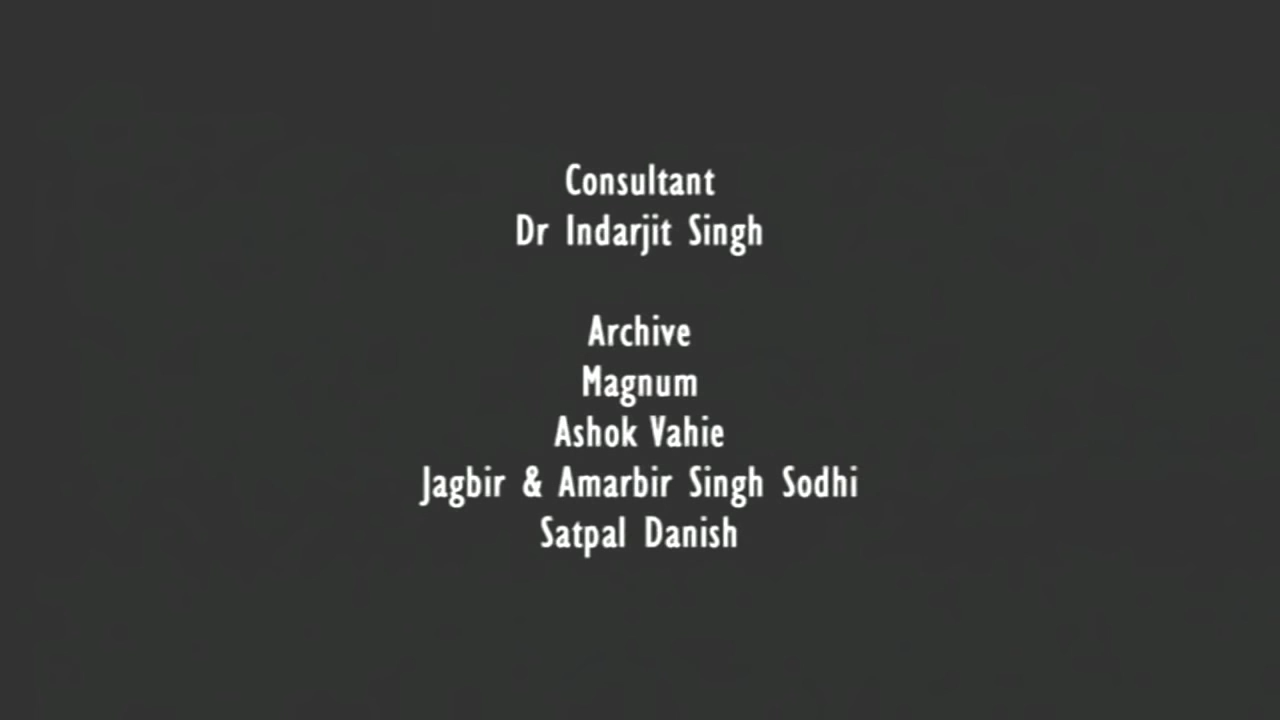 Consultant
Dr Indarjit Singh
Archive
Magnum
Ashok Vahie
Jagbir & Amarbir Singh Sodhi
Satpal Danish